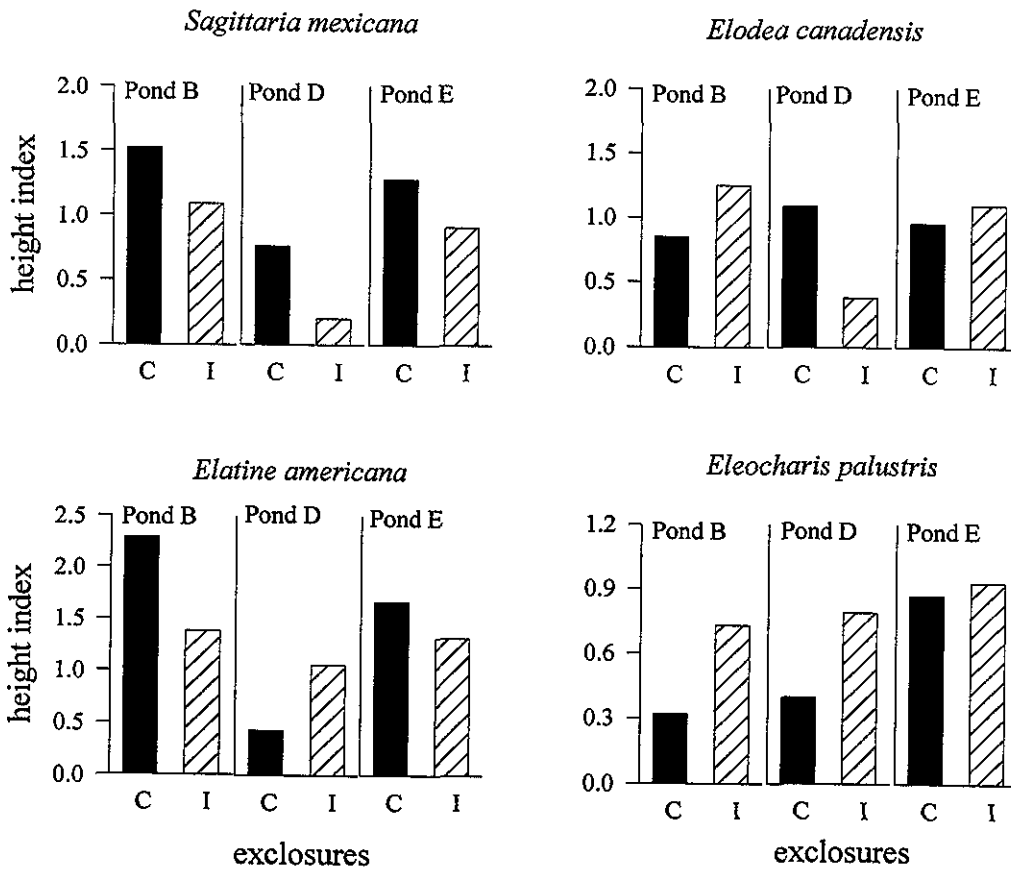 Sagittaria mexicana
height index
2.0
1.5
1.0
0.5
0.0
Pond B
Pond D
Pond E
C I C I C I
Elodea canadensis
2.0
1.5
1.0
0.5
0.0
Pond B
Pond D
Pond E
C I C I C I
Elatine americana
height index
2.5
2.0
1.5
1.0
0.5
0.0
Pond B
Pond D
Pond E
C I C I C I
exclosures
Eleocharis palustris
1.2
0.9
0.6
0.3
0.0
Pond B
Pond D
Pond E
C I C I C I
exclosures